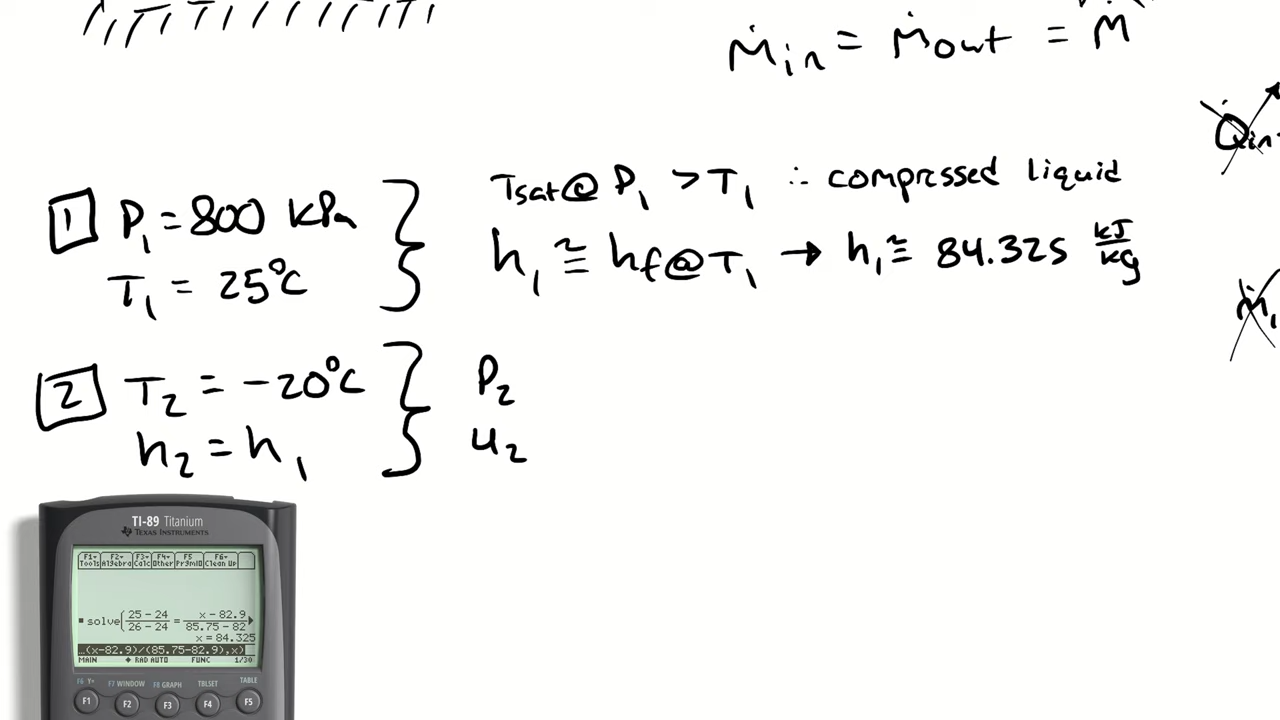 ṁin = ṁout = ṁ
Q̇in
1 P₁ = 800 kPa
T₁ = 25°C
Tsat@ P₁ > T₁ ∴ compressed liquid
h₁ ≅ hf@T₁ → h₁ ≅ 84.325 kJ/kg
ṁ₁
2 T₂ = -20°C
h₂ = h₁
P₂
u₂
TI-89 Titanium
TEXAS INSTRUMENTS
F1 Tools F2 Algebra F3 Calc F4 Other F5 PrgmIO F6 Clean Up
solve((25 - 24)/(26 - 24) = (x - 82.9)/(85.75 - 82
x = 84.325
…(x-82.9)/(85.75-82.9),x)
MAIN RAD AUTO FUNC 1/30
F6 Y= F7 WINDOW F8 GRAPH TBLSET TABLE
F1 F2 F3 F4 F5